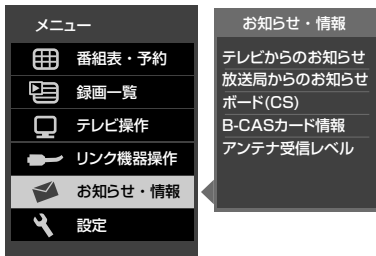 メニュー
番組表・予約
録画一覧
テレビ操作
リンク機器操作
お知らせ・情報
設定
お知らせ・情報
テレビからのお知らせ
放送局からのお知らせ
ボード(CS)
B-CASカード情報
アンテナ受信レベル